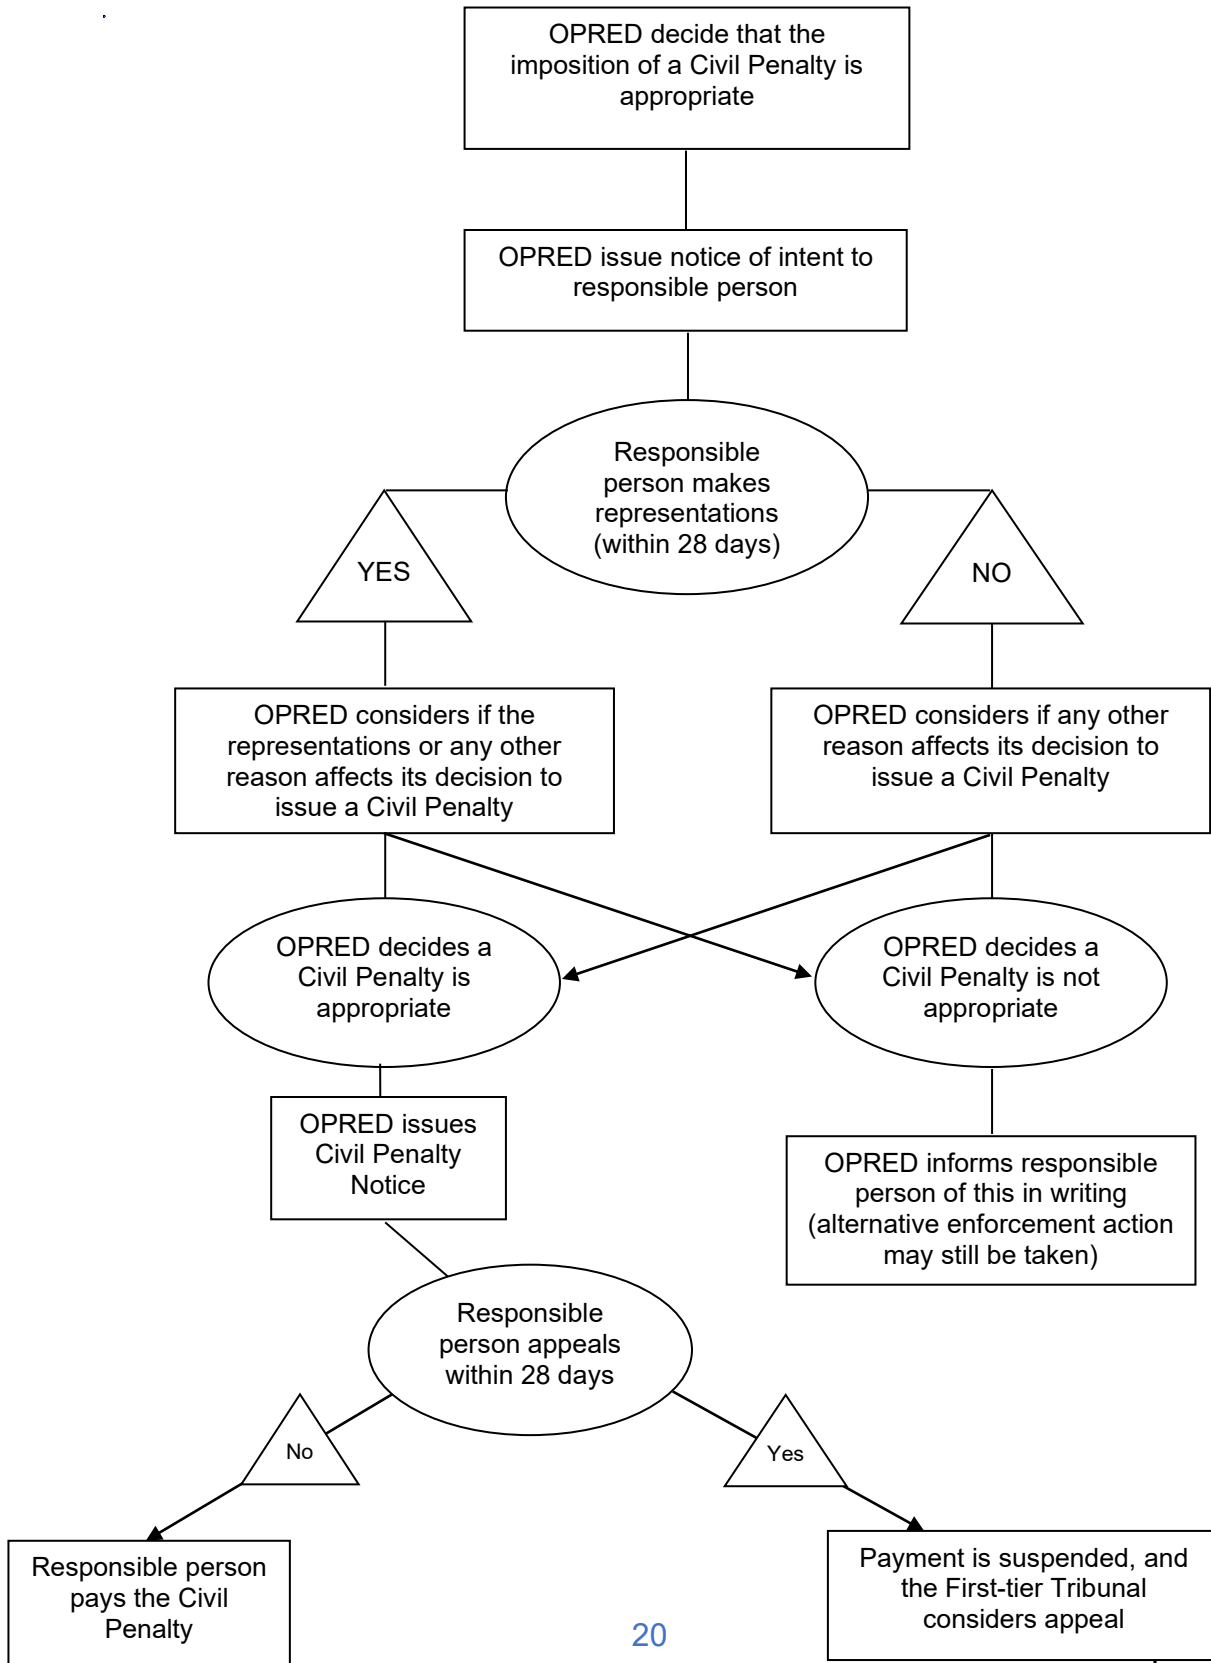 OPRED decide that the
imposition of a Civil Penalty is
appropriate
OPRED issue notice of intent to
responsible person
Responsible
person makes
representations
(within 28 days)
YES
NO
OPRED considers if the
representations or any other
reason affects its decision to
issue a Civil Penalty
OPRED considers if any other
reason affects its decision to
issue a Civil Penalty
OPRED decides a
Civil Penalty is
appropriate
OPRED decides a
Civil Penalty is not
appropriate
OPRED issues
Civil Penalty
Notice
OPRED informs responsible
person of this in writing
(alternative enforcement action
may still be taken)
Responsible
person appeals
within 28 days
No
Yes
Responsible person
pays the Civil
Penalty
Payment is suspended, and
the First-tier Tribunal
considers appeal
20